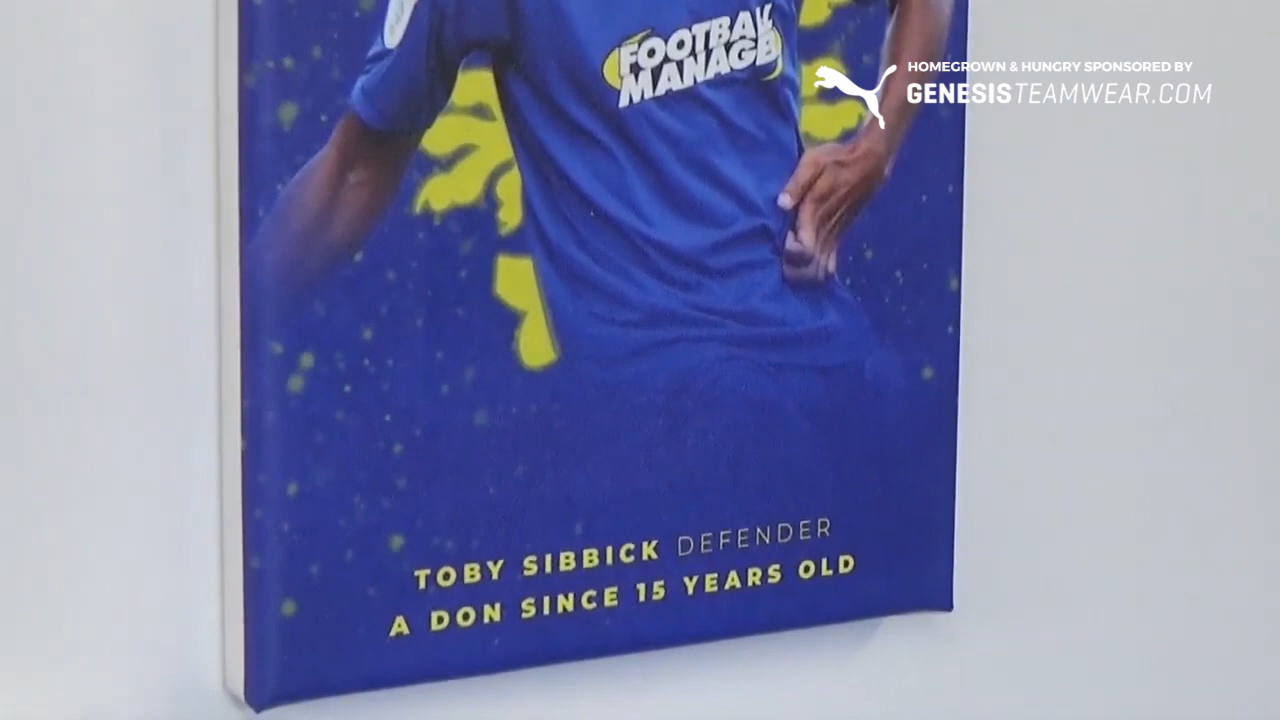 FOOTBALL
MANAGE
HOMEGROWN & HUNGRY SPONSORED BY
GENESISTEAMWEAR.COM
TOBY SIBBICK DEFENDER
A DON SINCE 15 YEARS OLD